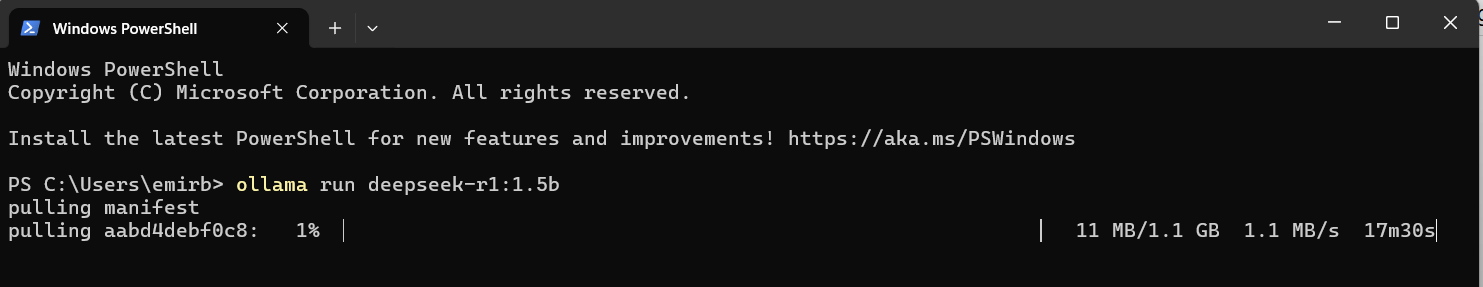 Windows PowerShell
Windows PowerShell
Copyright (C) Microsoft Corporation. All rights reserved.
Install the latest PowerShell for new features and improvements! https://aka.ms/PSWindows
PS C:\Users\emirb> ollama run deepseek-r1:1.5b
pulling manifest
pulling aabd4debf0c8: 1% 11 MB/1.1 GB 1.1 MB/s 17m30s